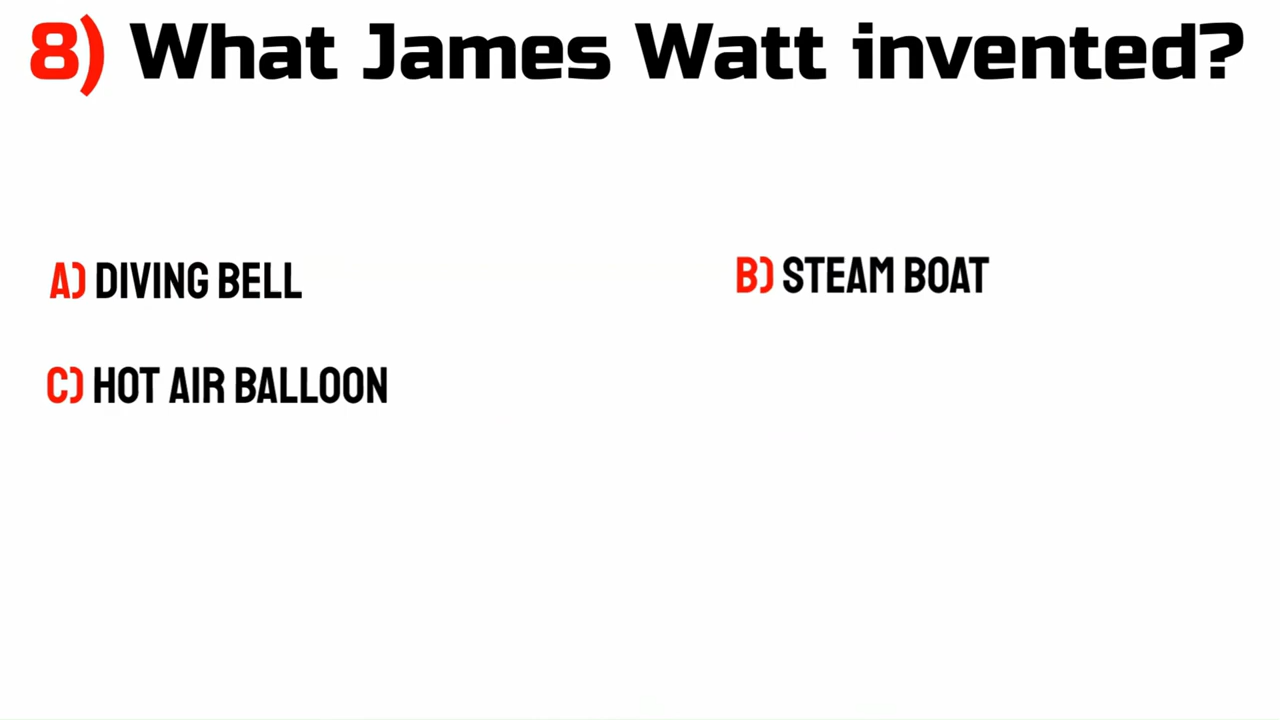 8) What James Watt invented?
A) DIVING BELL
B) STEAM BOAT
C) HOT AIR BALLOON